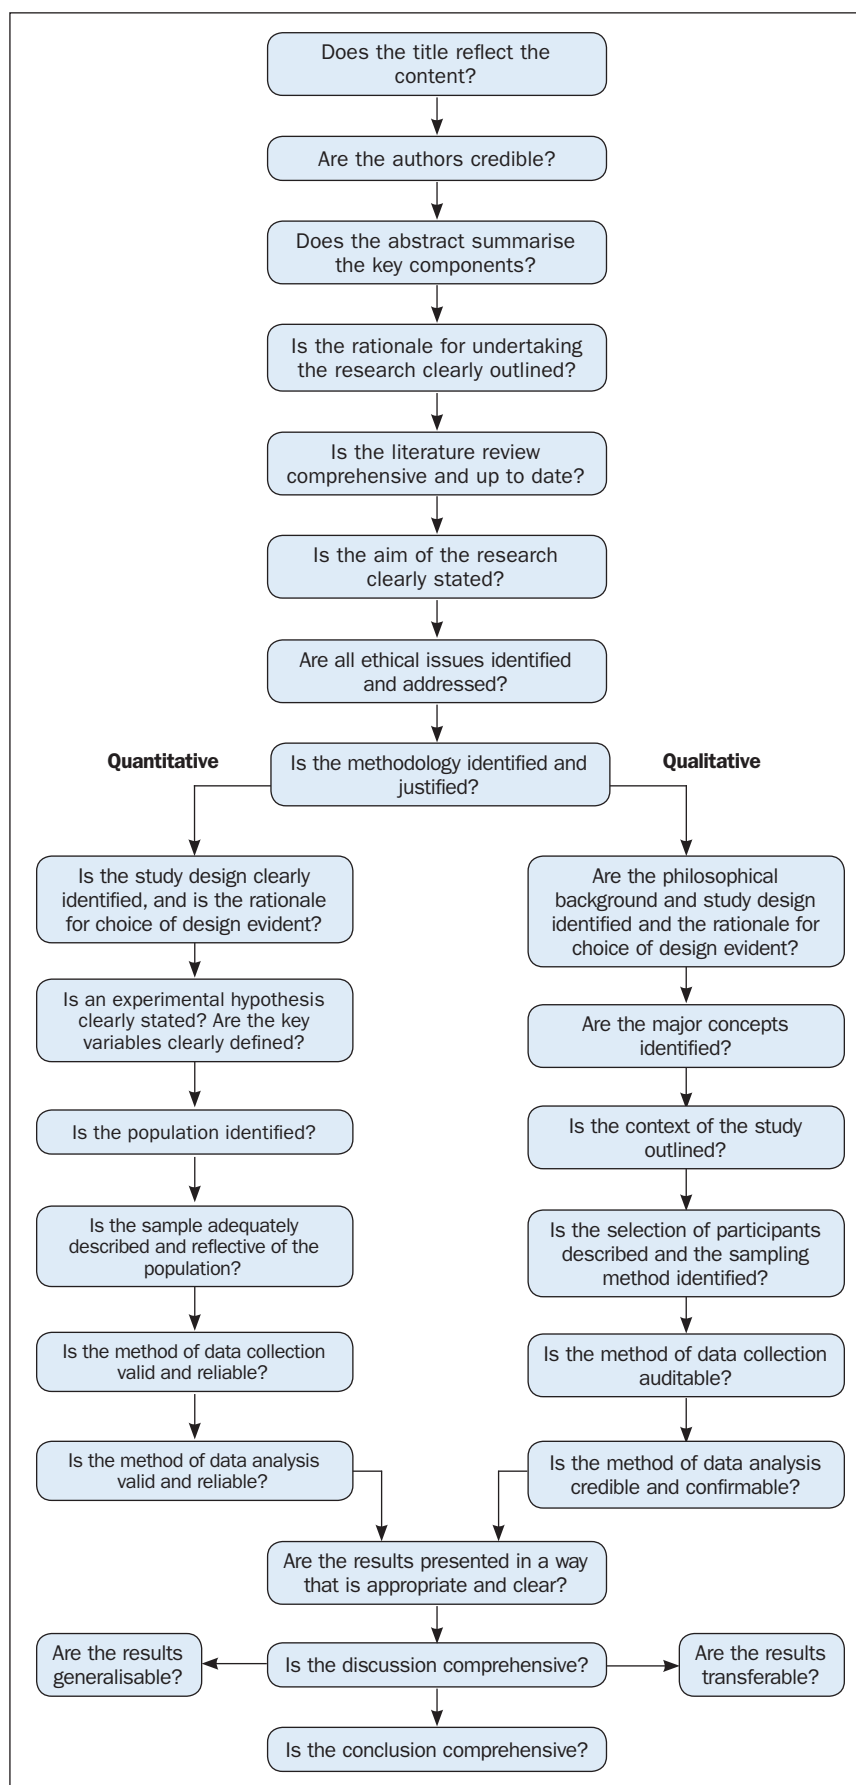 Does the title reflect the
content?
Are the authors credible?
Does the abstract summarise
the key components?
Is the rationale for undertaking
the research clearly outlined?
Is the literature review
comprehensive and up to date?
Is the aim of the research
clearly stated?
Are all ethical issues identified
and addressed?
Is the methodology identified and
justified?
Quantitative
Is the study design clearly
identified, and is the rationale
for choice of design evident?
Is an experimental hypothesis
clearly stated? Are the key
variables clearly defined?
Is the population identified?
Is the sample adequately
described and reflective of the
population?
Is the method of data collection
valid and reliable?
Is the method of data analysis
valid and reliable?
Qualitative
Are the philosophical
background and study design
identified and the rationale for
choice of design evident?
Are the major concepts
identified?
Is the context of the study
outlined?
Is the selection of participants
described and the sampling
method identified?
Is the method of data collection
auditable?
Is the method of data analysis
credible and confirmable?
Are the results presented in a way
that is appropriate and clear?
Are the results
generalisable?
Is the discussion comprehensive?
Are the results
transferable?
Is the conclusion comprehensive?